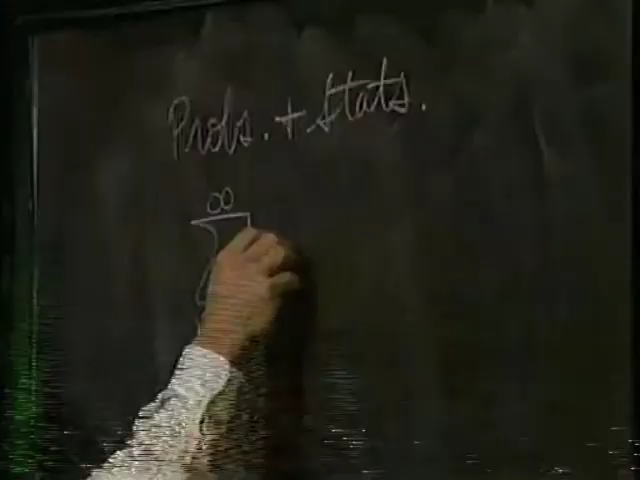 Probs. + Stats.
∞
Σ